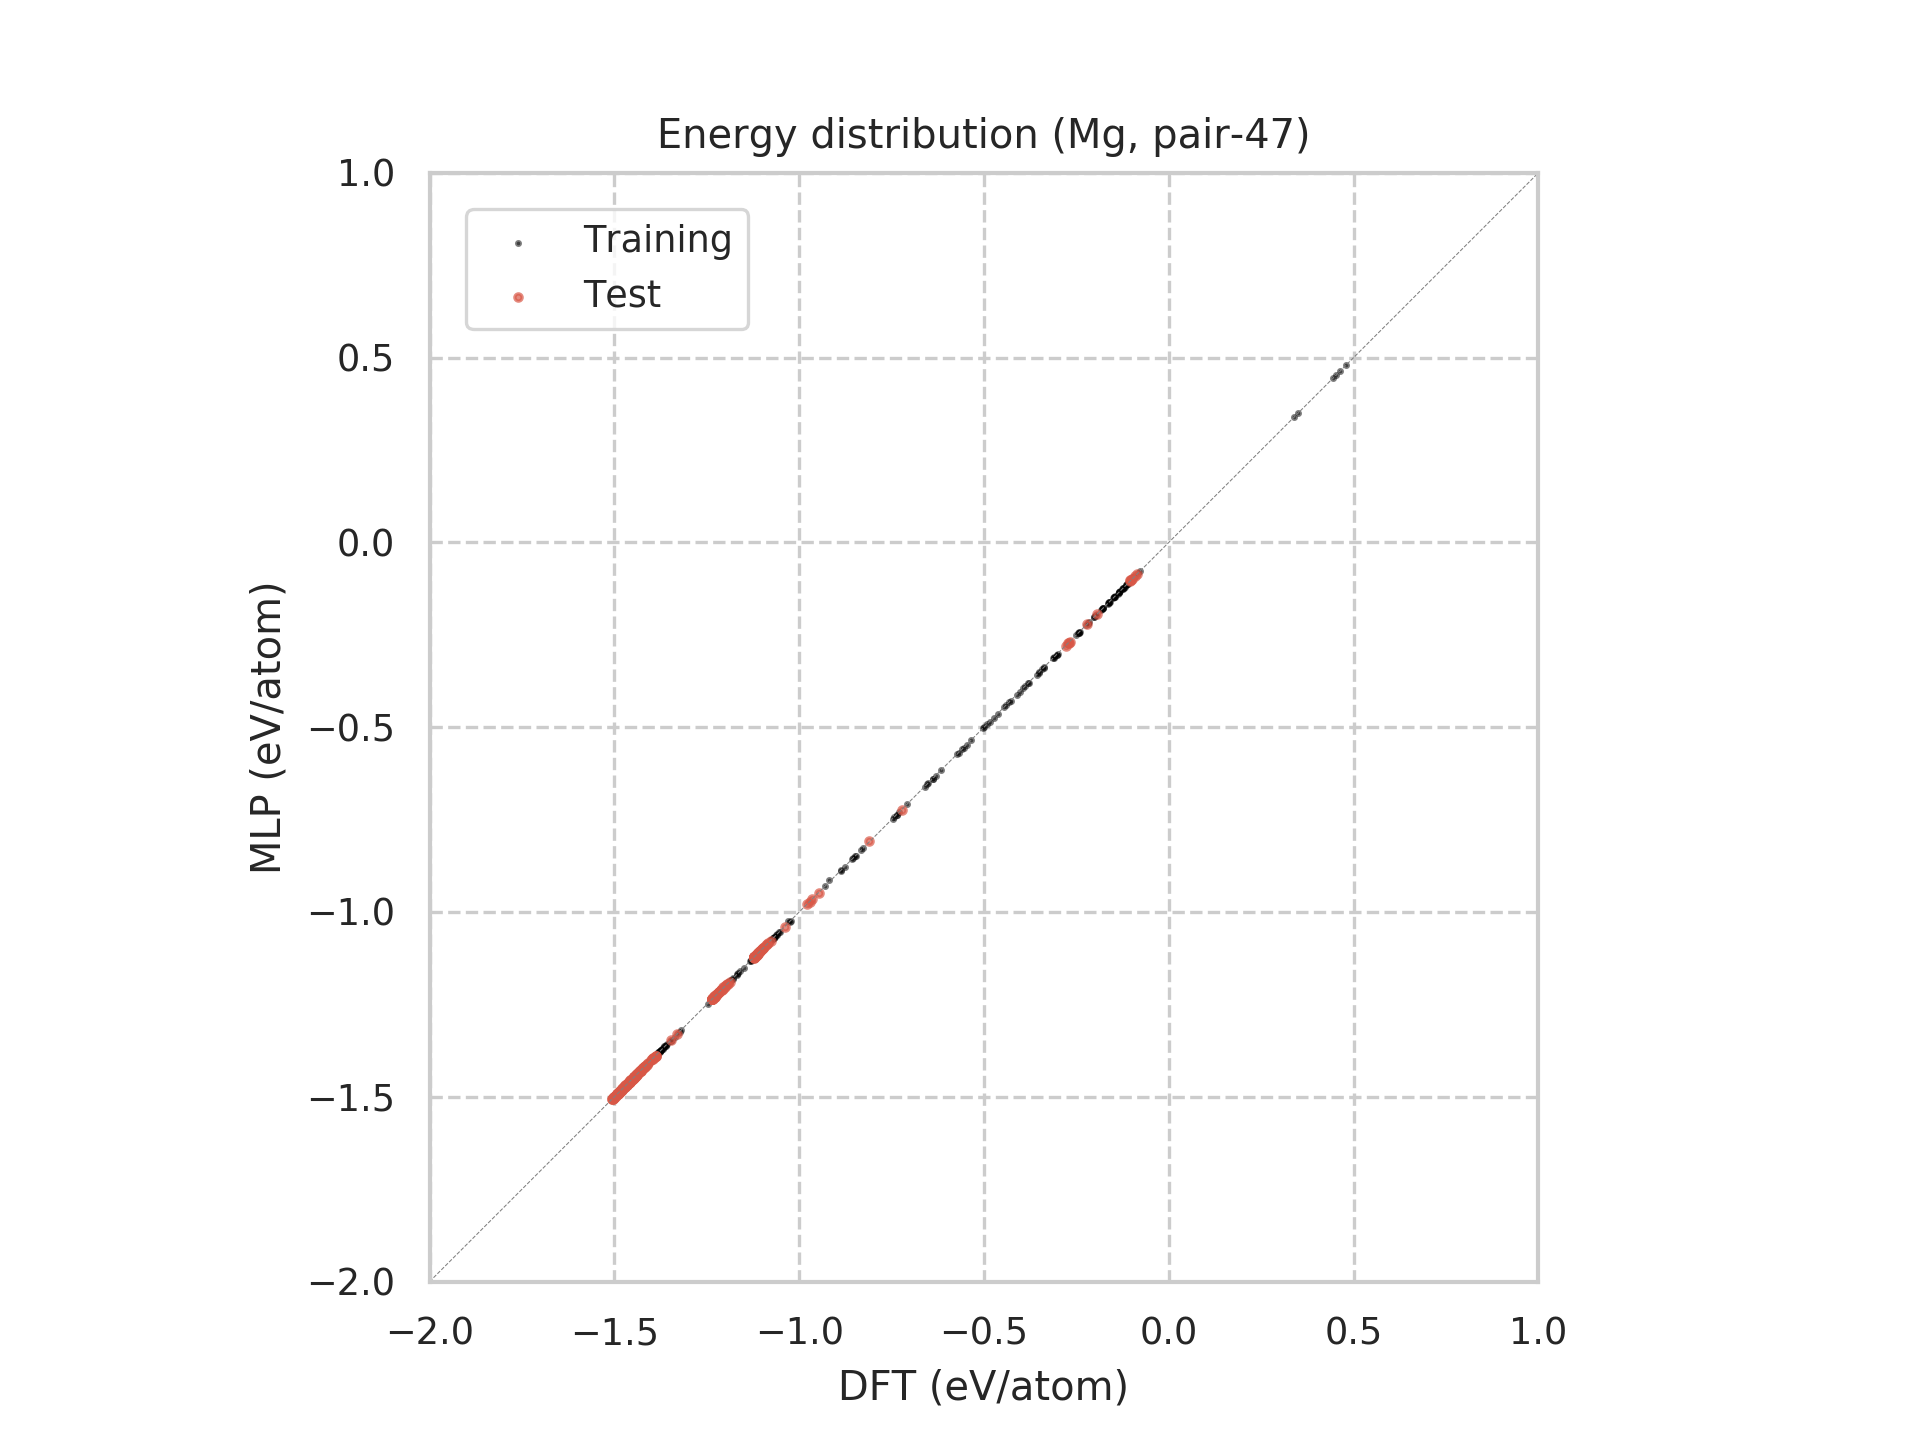 Energy distribution (Mg, pair-47)
1.0
0.5
0.0
−0.5
−1.0
−1.5
−2.0
MLP (eV/atom)
Training
Test
−2.0 −1.5 −1.0 −0.5 0.0 0.5 1.0
DFT (eV/atom)